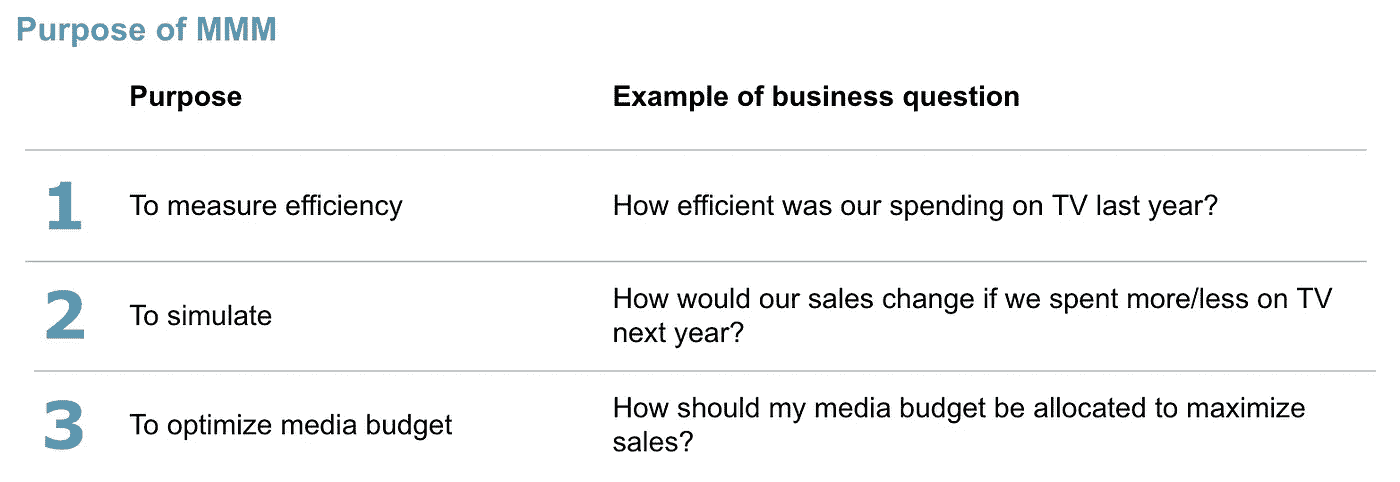 Purpose of MMM
Purpose
Example of business question
1
To measure efficiency
How efficient was our spending on TV last year?
2
To simulate
How would our sales change if we spent more/less on TV
next year?
3
To optimize media budget
How should my media budget be allocated to maximize
sales?